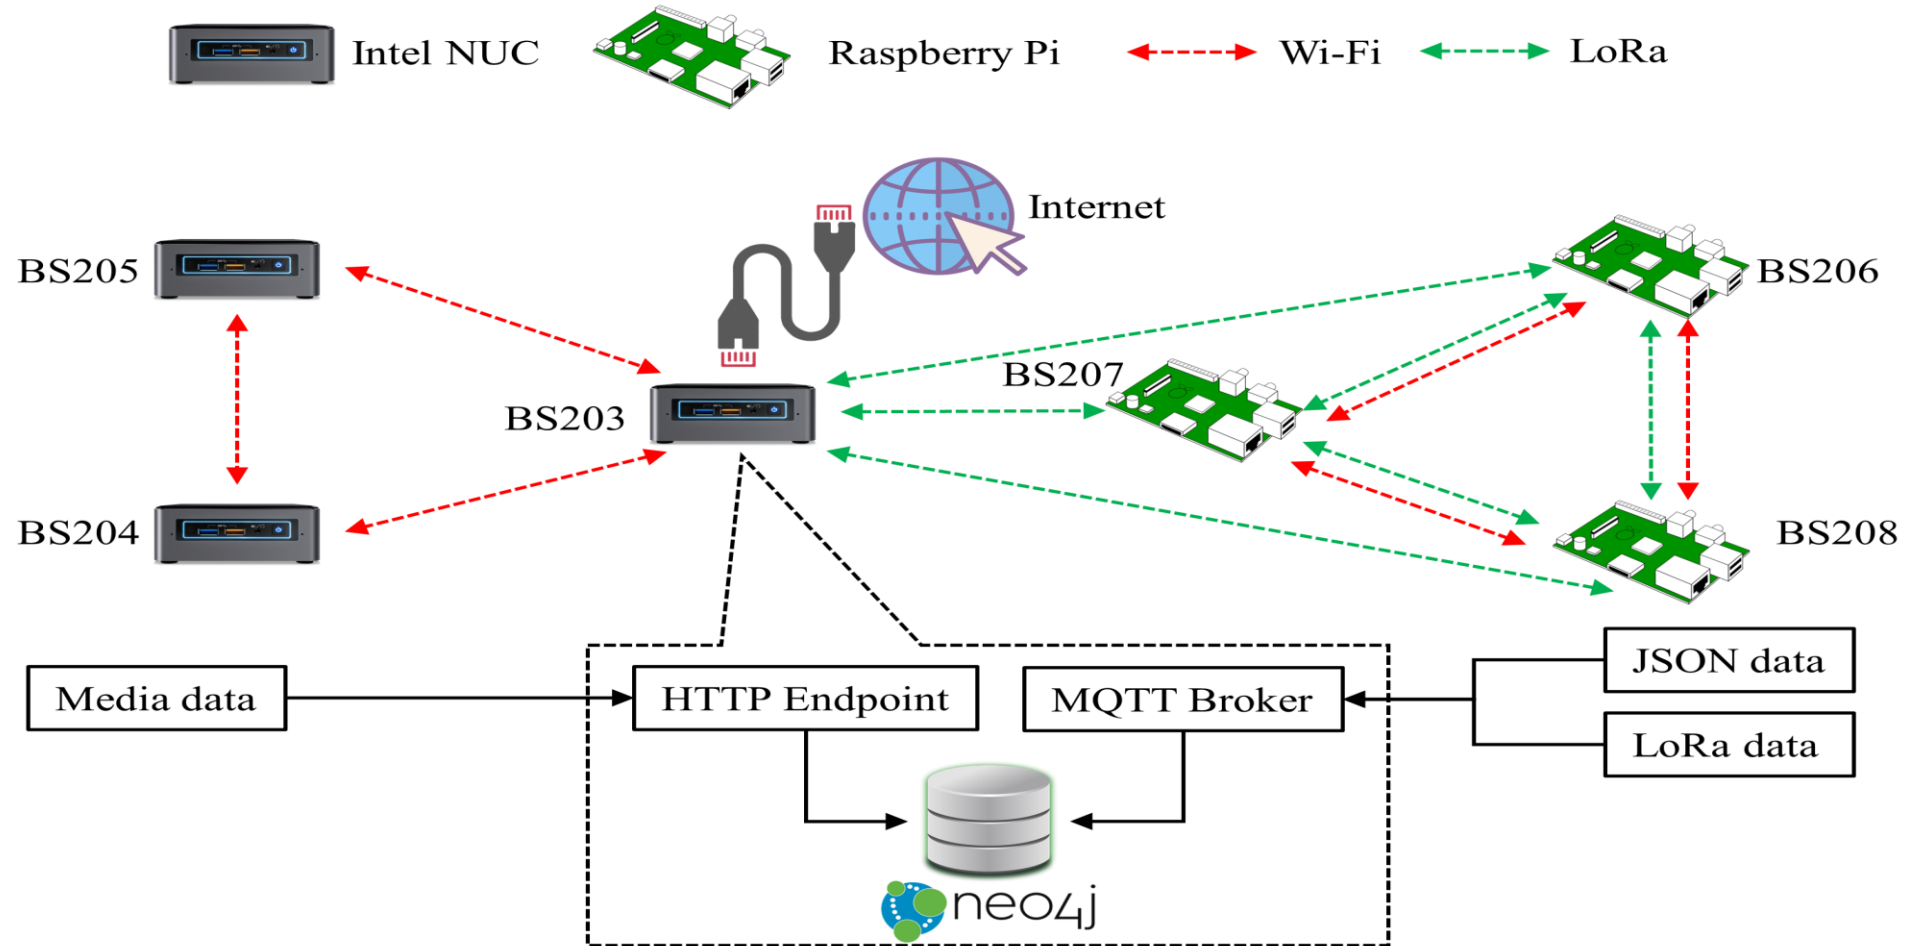 Intel NUC
Raspberry Pi
Wi-Fi
LoRa
Internet
BS205
BS206
BS207
BS203
BS204
BS208
Media data
HTTP Endpoint
MQTT Broker
JSON data
LoRa data
neo4j